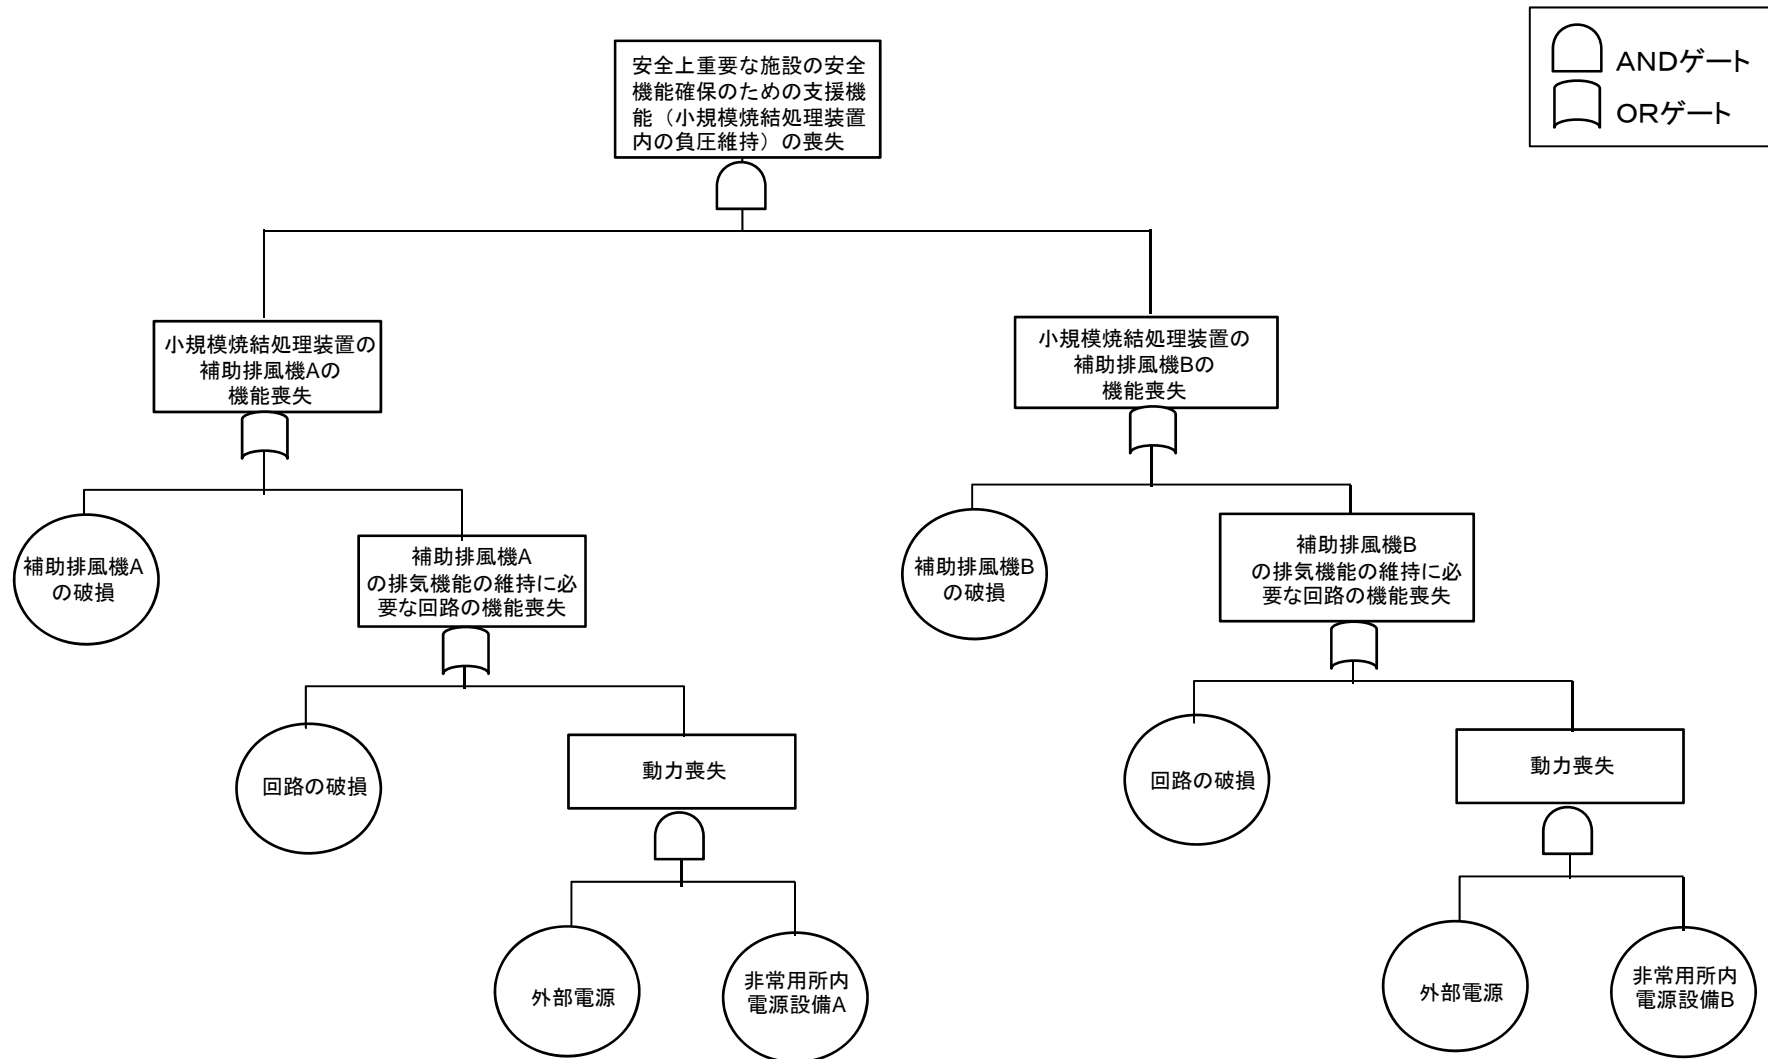 ANDゲート
ORゲート
安全上重要な施設の安全
機能確保のための支援機
能（小規模焼結処理装置
内の負圧維持）の喪失
小規模焼結処理装置の
補助排風機Aの
機能喪失
小規模焼結処理装置の
補助排風機Bの
機能喪失
補助排風機A
の破損
補助排風機A
の排気機能の維持に必
要な回路の機能喪失
補助排風機B
の破損
補助排風機B
の排気機能の維持に必
要な回路の機能喪失
回路の破損
動力喪失
回路の破損
動力喪失
外部電源
非常用所内
電源設備A
外部電源
非常用所内
電源設備B